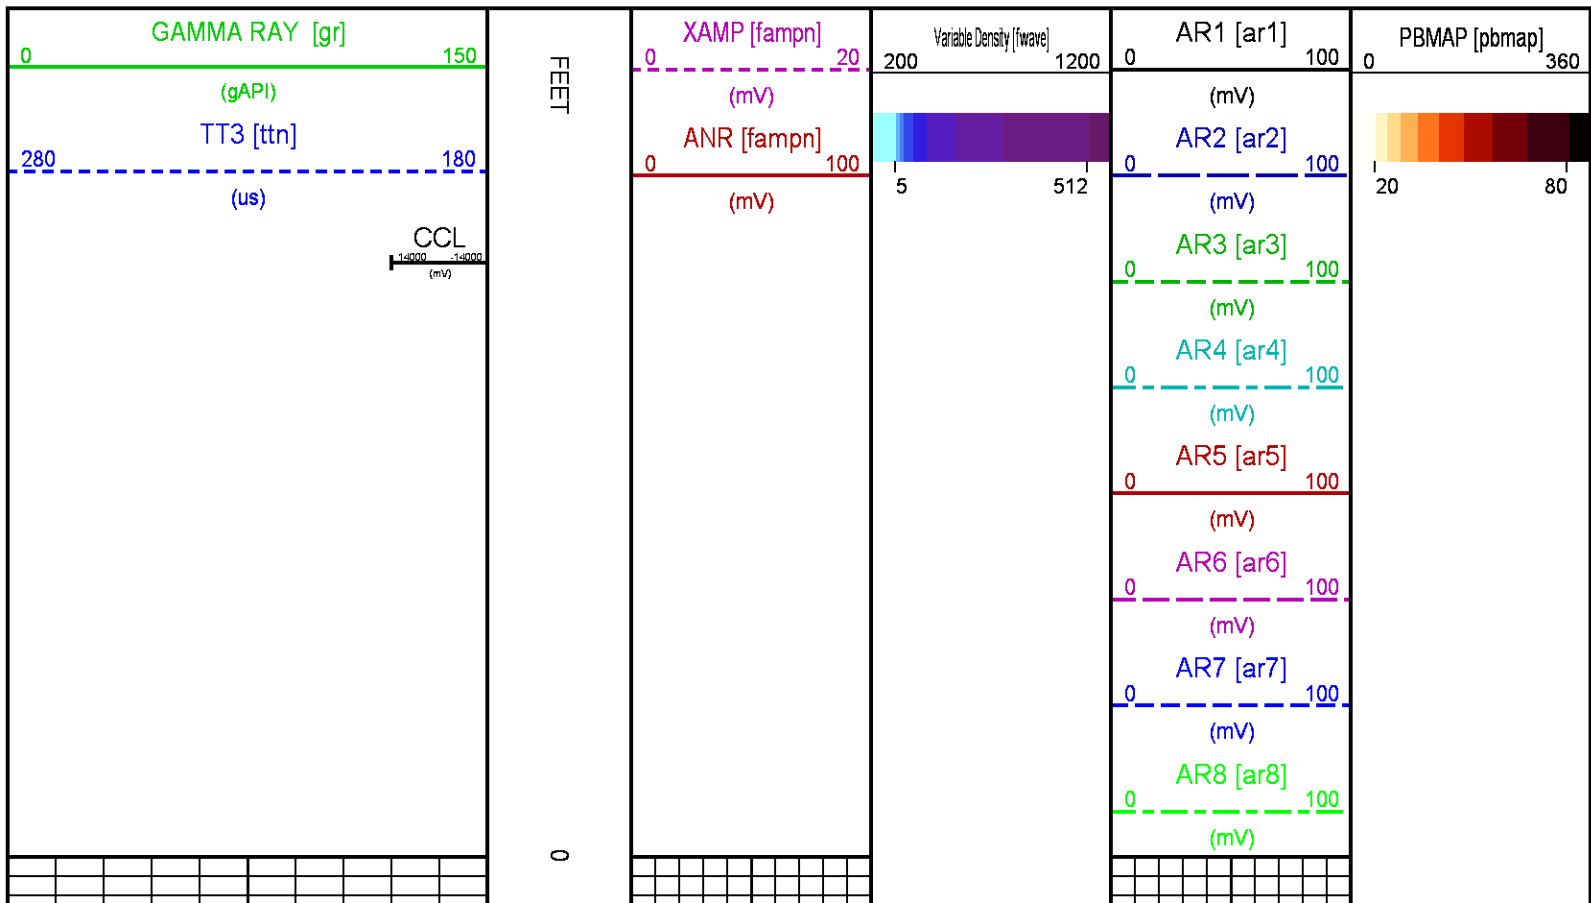 GAMMA RAY [gr]
0 150
(gAPI)
TT3 [ttn]
280 180
(us)
CCL
14000 -14000
(mV)
FEET
0
XAMP [fampn]
0 20
(mV)
ANR [fampn]
0 100
(mV)
Variable Density [fwave]
200 1200
5 512
AR1 [ar1]
0 100
(mV)
AR2 [ar2]
0 100
(mV)
AR3 [ar3]
0 100
(mV)
AR4 [ar4]
0 100
(mV)
AR5 [ar5]
0 100
(mV)
AR6 [ar6]
0 100
(mV)
AR7 [ar7]
0 100
(mV)
AR8 [ar8]
0 100
(mV)
PBMAP [pbmap]
0 360
20 80